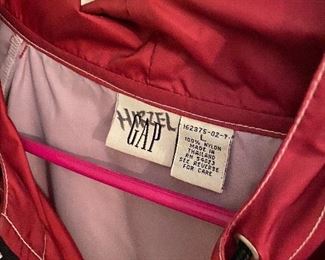 HAZEL
GAP
162375-02-7
L
100% NYLON
MADE IN
THAILAND
RN 54023
SEE REVERSE
FOR CARE